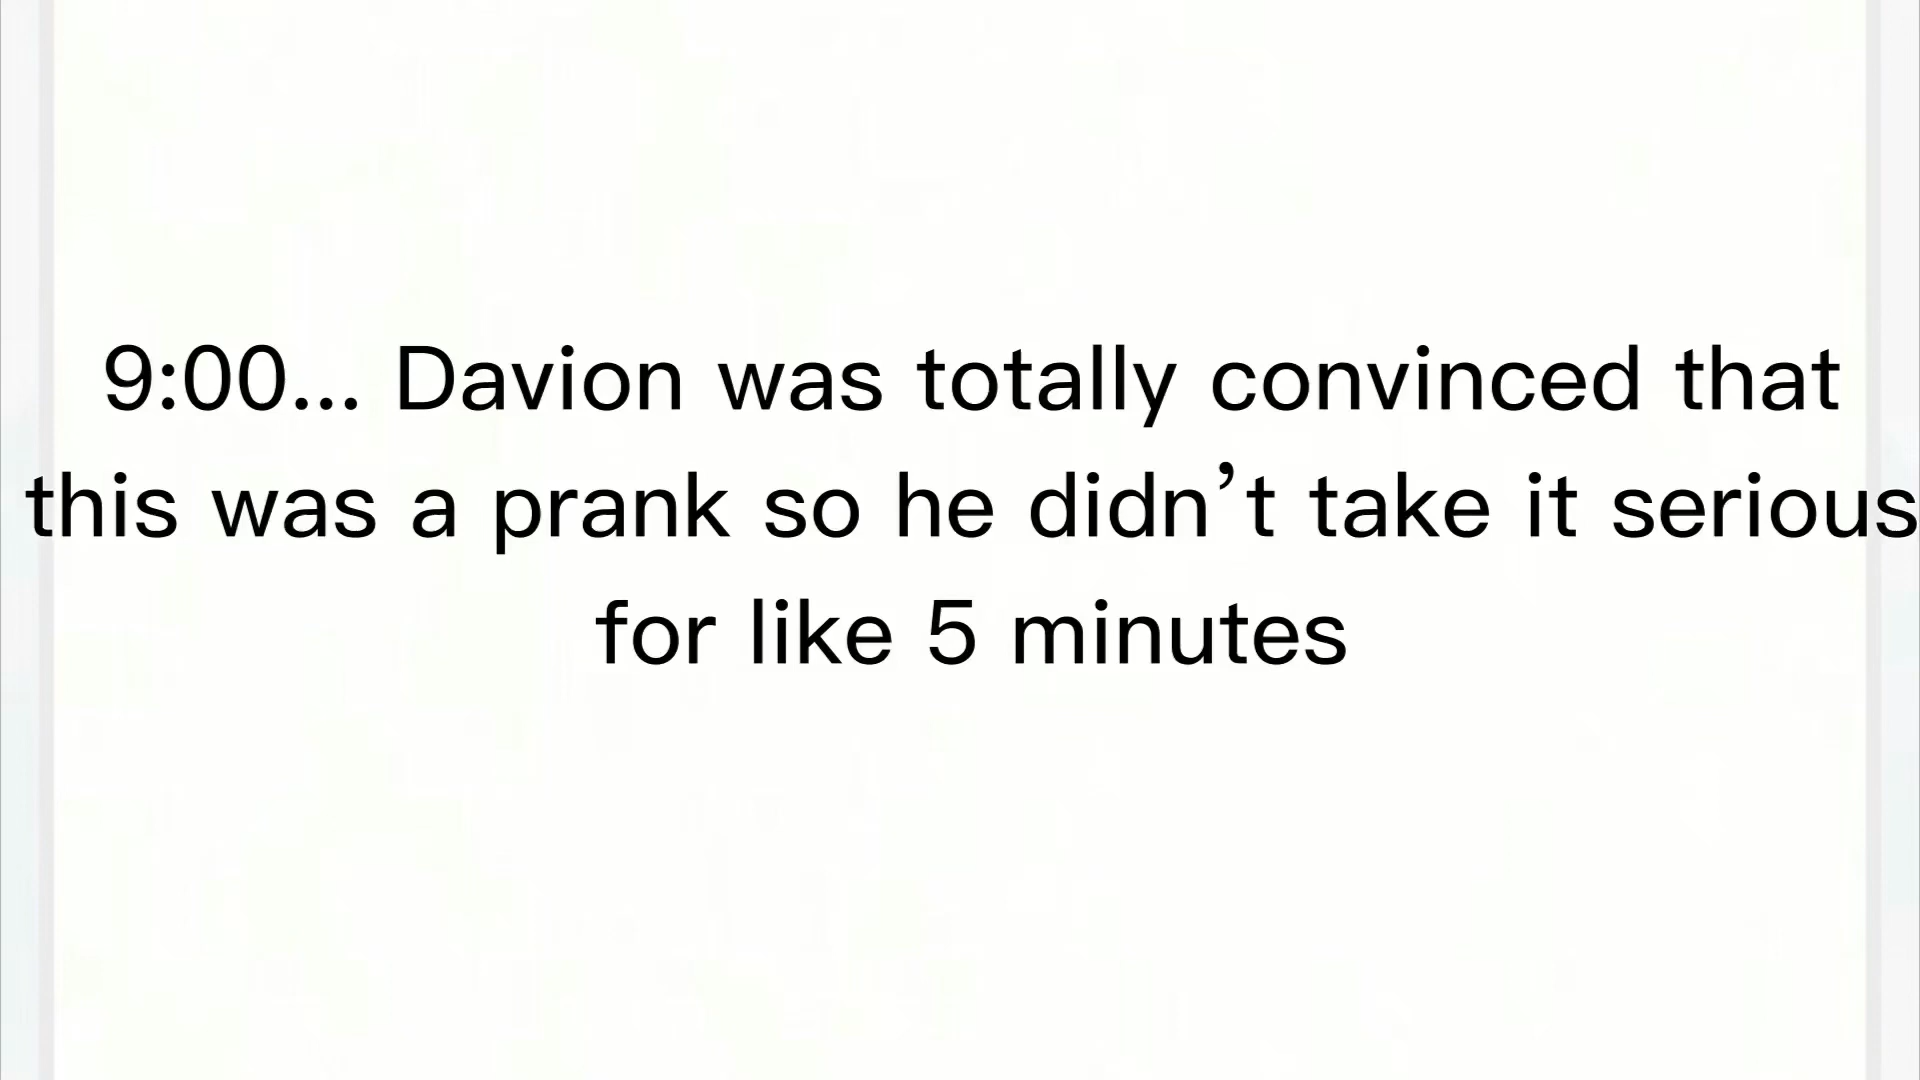 9:00... Davion was totally convinced that
this was a prank so he didn’t take it serious
for like 5 minutes